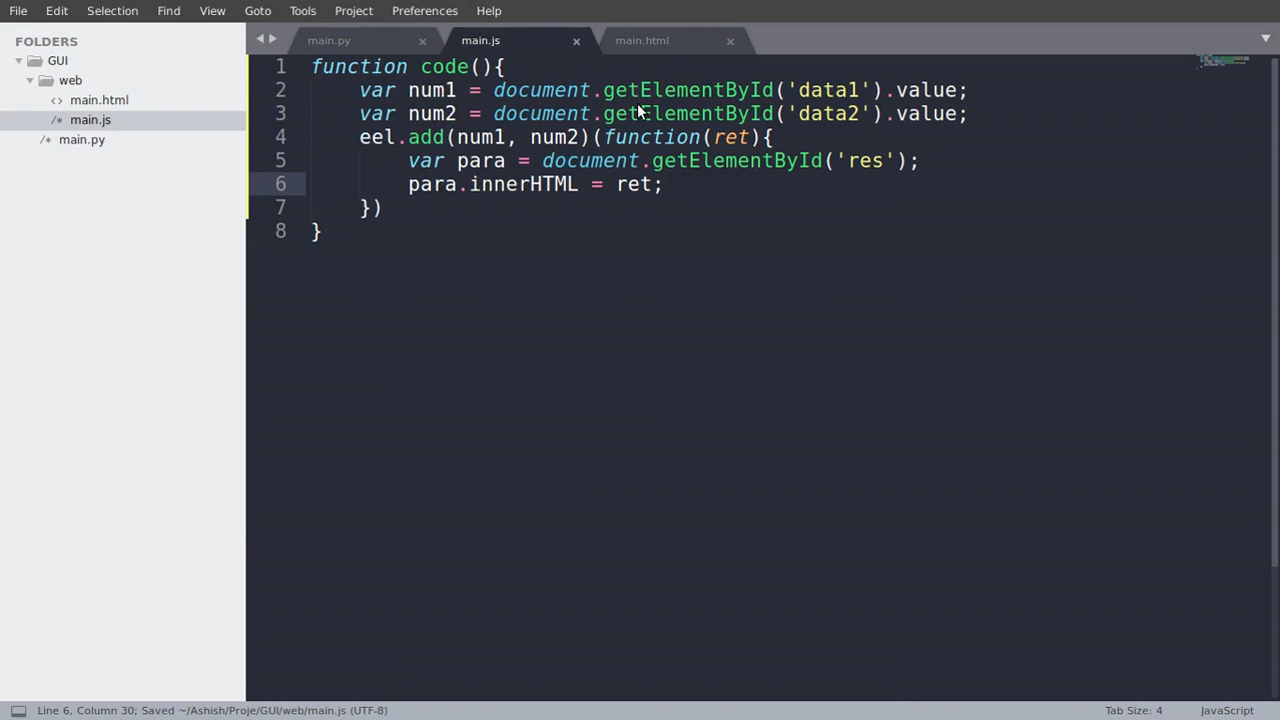 File Edit Selection Find View Goto Tools Project Preferences Help
FOLDERS
GUI
web
<> main.html
/* main.js
/* main.py
main.py × main.js × main.html ×
1 function code(){
2     var num1 = document.getElementById('data1').value;
3     var num2 = document.getElementById('data2').value;
4     eel.add(num1, num2)(function(ret){
5         var para = document.getElementById('res');
6         para.innerHTML = ret;
7     })
8 }
Line 6, Column 30; Saved ~/Ashish/Proje/GUI/web/main.js (UTF-8) Tab Size: 4 JavaScript